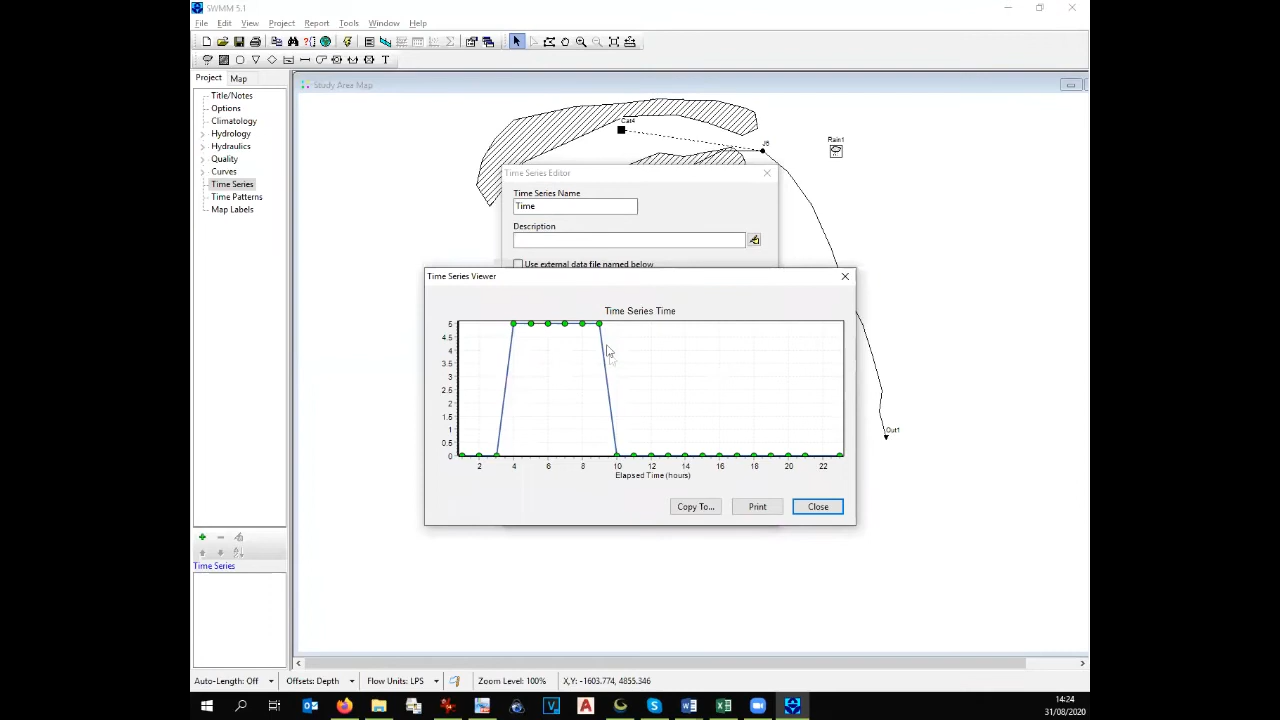 SWMM 5.1
File Edit View Project Report Tools Window Help
Project Map
Title/Notes
Options
Climatology
Hydrology
Hydraulics
Quality
Curves
Time Series
Time Patterns
Map Labels
Time Series
Study Area Map
Cat4
J5
Rain1
Out1
Time Series Editor
Time Series Name
Time
Description
Use external data file named below.
Time Series Viewer
Time Series Time
5
4.5
4
3.5
3
2.5
2
1.5
1
0.5
0
2 4 6 8 10 12 14 16 18 20 22
Elapsed Time (hours)
Copy To... Print Close
Auto-Length: Off Offsets: Depth Flow Units: LPS Zoom Level: 100% X,Y: -1603.774, 4855.346
14:24
31/08/2020